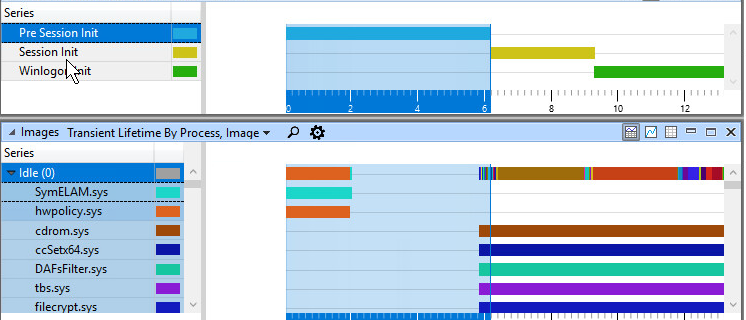 Series
Pre Session Init
Session Init
Winlogon Init
0 2 4 6 8 10 12
Images Transient Lifetime By Process, Image
Series
Idle (0)
SymELAM.sys
hwpolicy.sys
cdrom.sys
ccSetx64.sys
DAFsFilter.sys
tbs.sys
filecrypt.sys